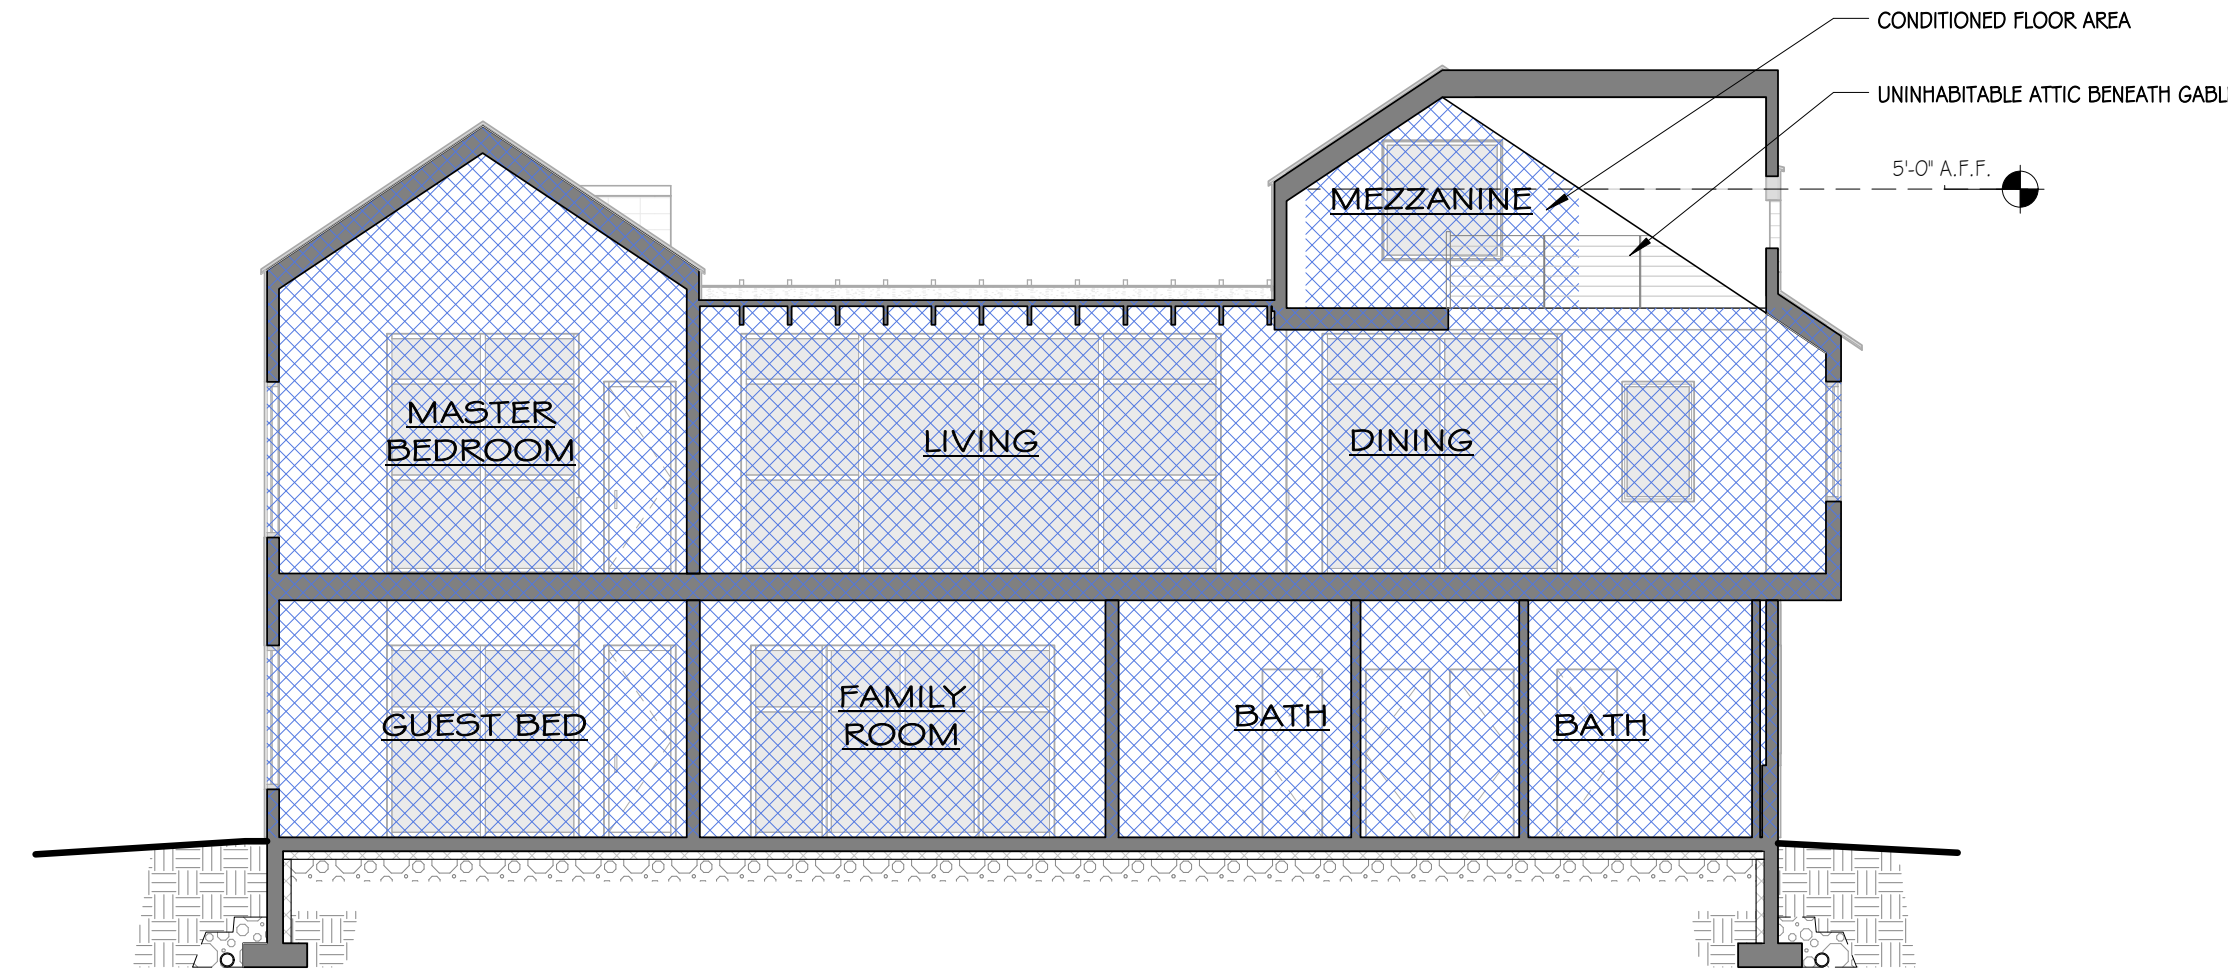 CONDITIONED FLOOR AREA
UNINHABITABLE ATTIC BENEATH
5'-0" A.F.F.
MEZZANINE
MASTER
BEDROOM
LIVING
DINING
GUEST BED
FAMILY
ROOM
BATH
BATH